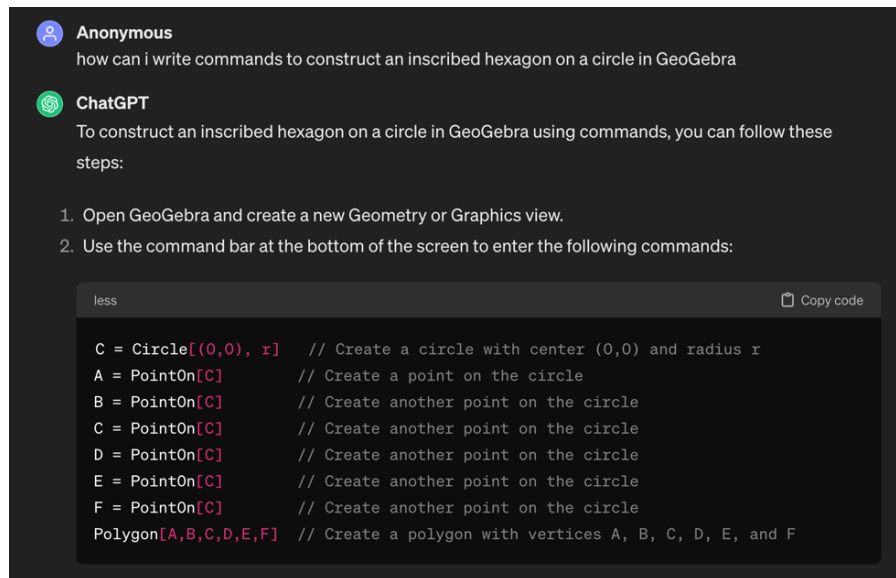 Anonymous
how can i write commands to construct an inscribed hexagon on a circle in GeoGebra
ChatGPT
To construct an inscribed hexagon on a circle in GeoGebra using commands, you can follow these
steps:
1. Open GeoGebra and create a new Geometry or Graphics view.
2. Use the command bar at the bottom of the screen to enter the following commands:
less Copy code
C = Circle[(0,0), r]   // Create a circle with center (0,0) and radius r
A = PointOn[C]        // Create a point on the circle
B = PointOn[C]        // Create another point on the circle
C = PointOn[C]        // Create another point on the circle
D = PointOn[C]        // Create another point on the circle
E = PointOn[C]        // Create another point on the circle
F = PointOn[C]        // Create another point on the circle
Polygon[A,B,C,D,E,F]  // Create a polygon with vertices A, B, C, D, E, and F